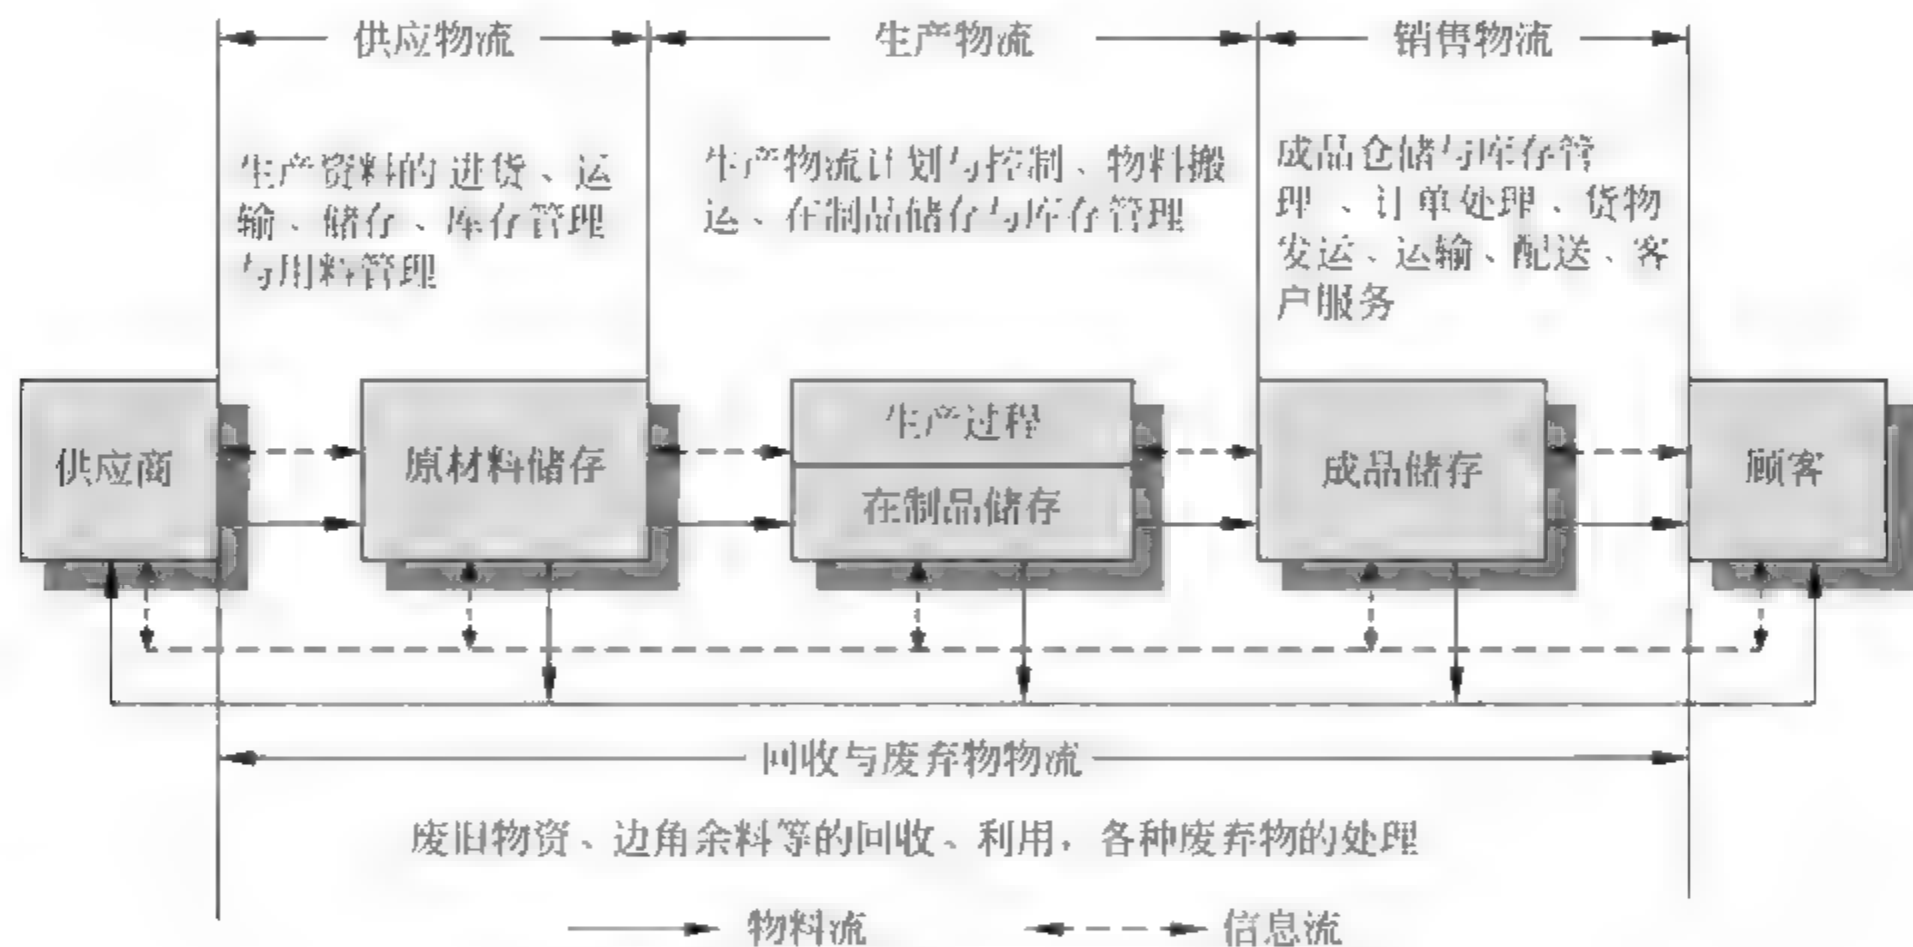 供应物流
生产物流
销售物流
生产资料的进货、运
输、储存、库存管理
与用料管理
生产物流计划与控制、物料搬
运、在制品储存与库存管理
成品仓储与库存管
理、订单处理、货物
发运、运输、配送、客
户服务
供应商
原材料储存
生产过程
在制品储存
成品储存
顾客
回收与废弃物物流
废旧物资、边角余料等的回收、利用，各种废弃物的处理
物料流
信息流